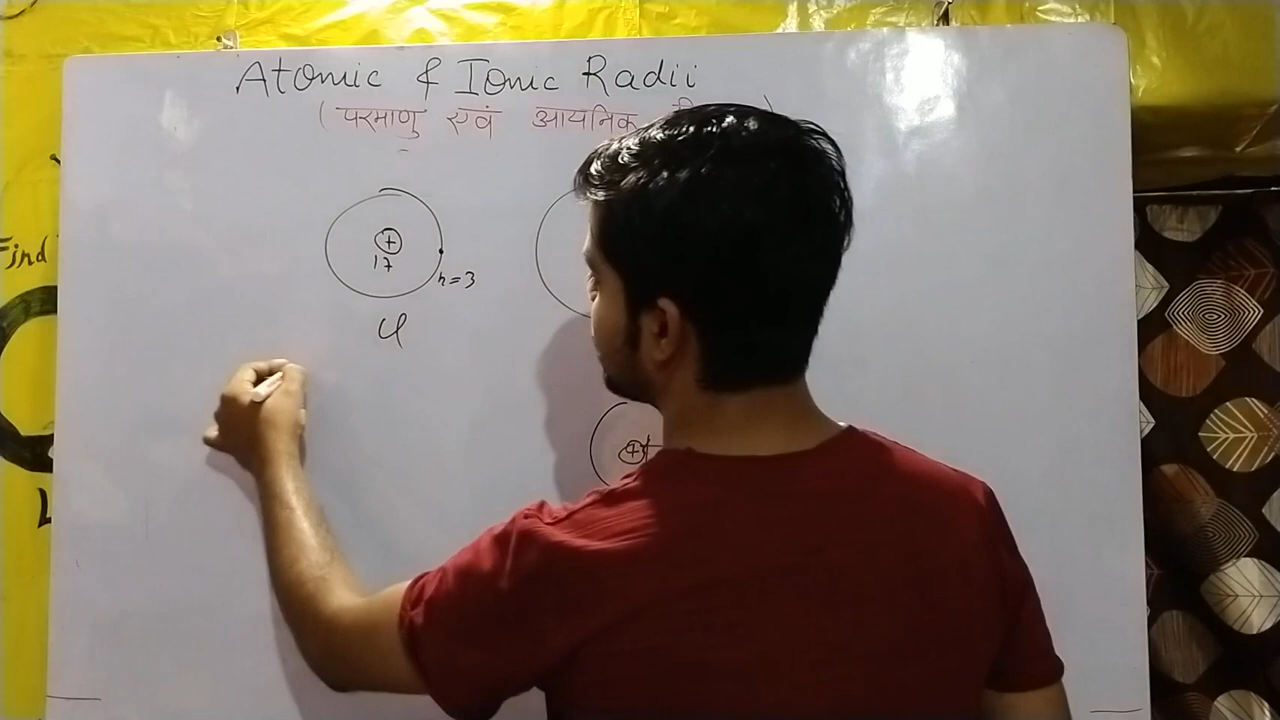 Atomic & Ionic Radii
(परमाणु एवं आयनिक )
Find
+
17
n=3
Cl
+
L